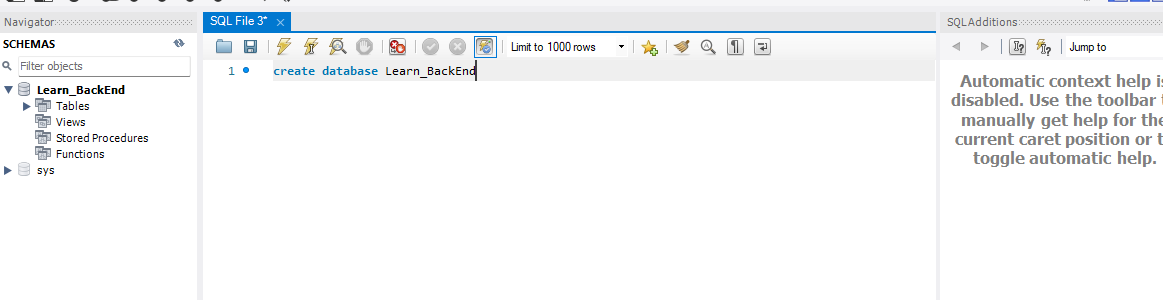 Navigator
SCHEMAS
Filter objects
Learn_BackEnd
Tables
Views
Stored Procedures
Functions
sys
SQL File 3*
Limit to 1000 rows
1
create database Learn_BackEnd
SQLAdditions
Jump to
Automatic context help is
disabled. Use the toolbar
manually get help for the
current caret position or
toggle automatic help.